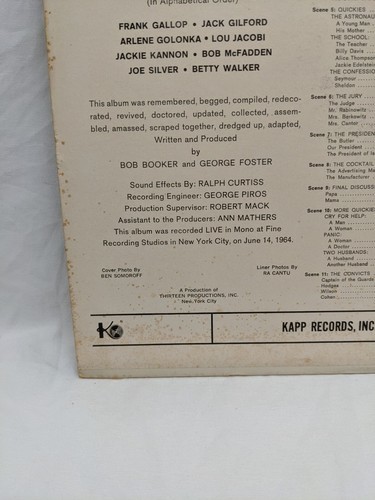 (In Alphabetical Order)
FRANK GALLOP • JACK GILFORD
ARLENE GOLONKA • LOU JACOBI
JACKIE KANNON • BOB McFADDEN
JOE SILVER • BETTY WALKER
This album was remembered, begged, compiled, redeco-
rated, revived, doctored, updated, collected, assem-
bled, amassed, scraped together, dredged up, adapted,
Written and Produced
by
BOB BOOKER and GEORGE FOSTER
Sound Effects By: RALPH CURTISS
Recording Engineer: GEORGE PIROS
Production Supervisor: ROBERT MACK
Assistant to the Producers: ANN MATHERS
This album was recorded LIVE in Mono at Fine
Recording Studios in New York City, on June 14, 1964.
Cover Photo By
BEN SOMOROFF
Liner Photos By
RA CANTU
A Production of
THIRTEEN PRODUCTIONS, INC.
New York City
K
KAPP RECORDS, INC
Scene 5: QUICKIES
THE ASTRONAU
A Young Man
His Mother
THE SCHOOL:
The Teacher
Billy Davis
Alice Thompson
Jackie Edelstein
THE CONFESSIO
Seymour
Sheldon
Scene 6: THE JURY
The Judge
Mr. Rabinowitz
Mrs. Berkowitz
Mrs. Cantor
Scene 7: THE PRESIDEN
The Butler
Our President
The President of Is
Scene 8: THE COCKTAIL
The Advertising Ma
The Manufacturer
Scene 9: FINAL DISCUSS
Papa
Mama
Scene 10: MORE QUICKIES
CRY FOR HELP:
A Man
A Woman
PANIC:
A Woman
A Doctor
TWO HUSBANDS:
A Husband
Another Husband
Scene 11: THE CONVICTS
Captain of the Guards
Hodges
Wilson
Cohen